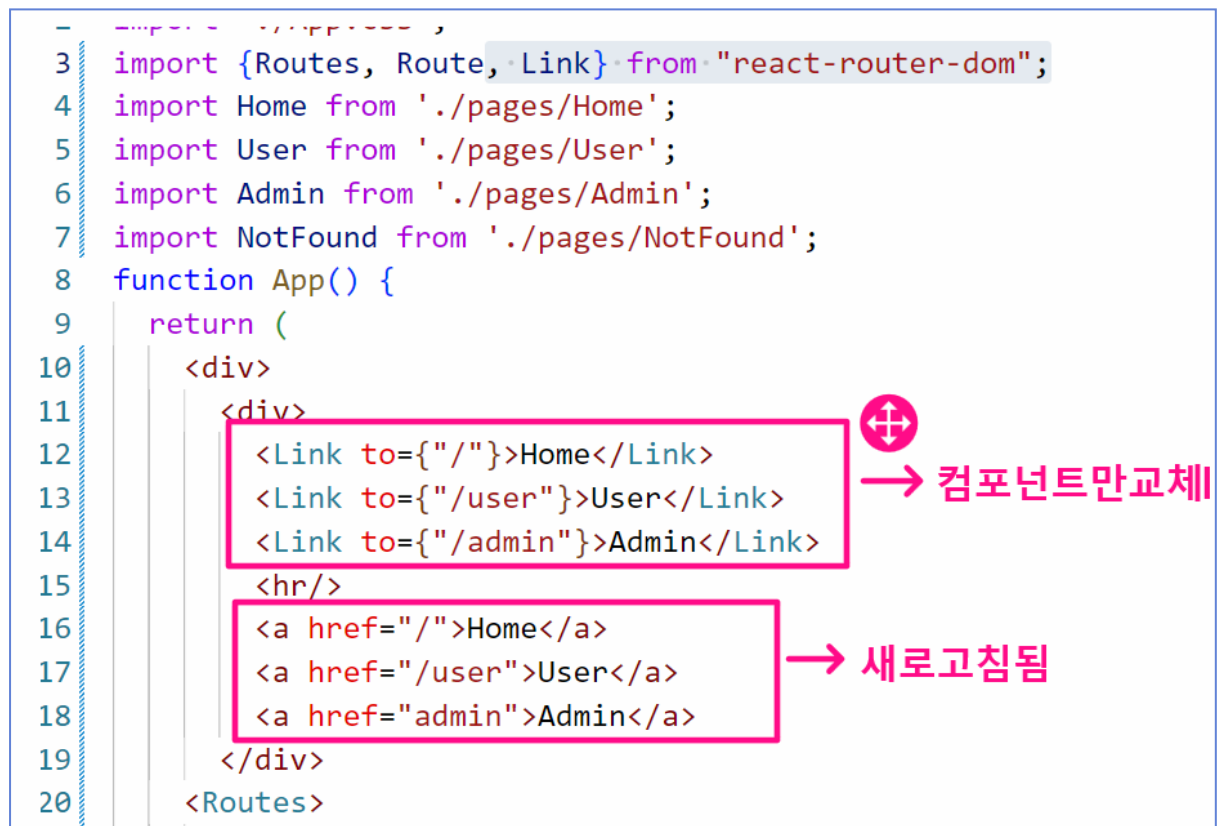 3 import {Routes, Route, Link} from "react-router-dom";
4 import Home from './pages/Home';
5 import User from './pages/User';
6 import Admin from './pages/Admin';
7 import NotFound from './pages/NotFound';
8 function App() {
9 return (
10 <div>
11 <div>
12 <Link to={"/"}>Home</Link>
13 <Link to={"/user"}>User</Link> 컴포넌트만교체
14 <Link to={"/admin"}>Admin</Link>
15 <hr/>
16 <a href="/">Home</a>
17 <a href="/user">User</a> 새로고침됨
18 <a href="admin">Admin</a>
19 </div>
20 <Routes>